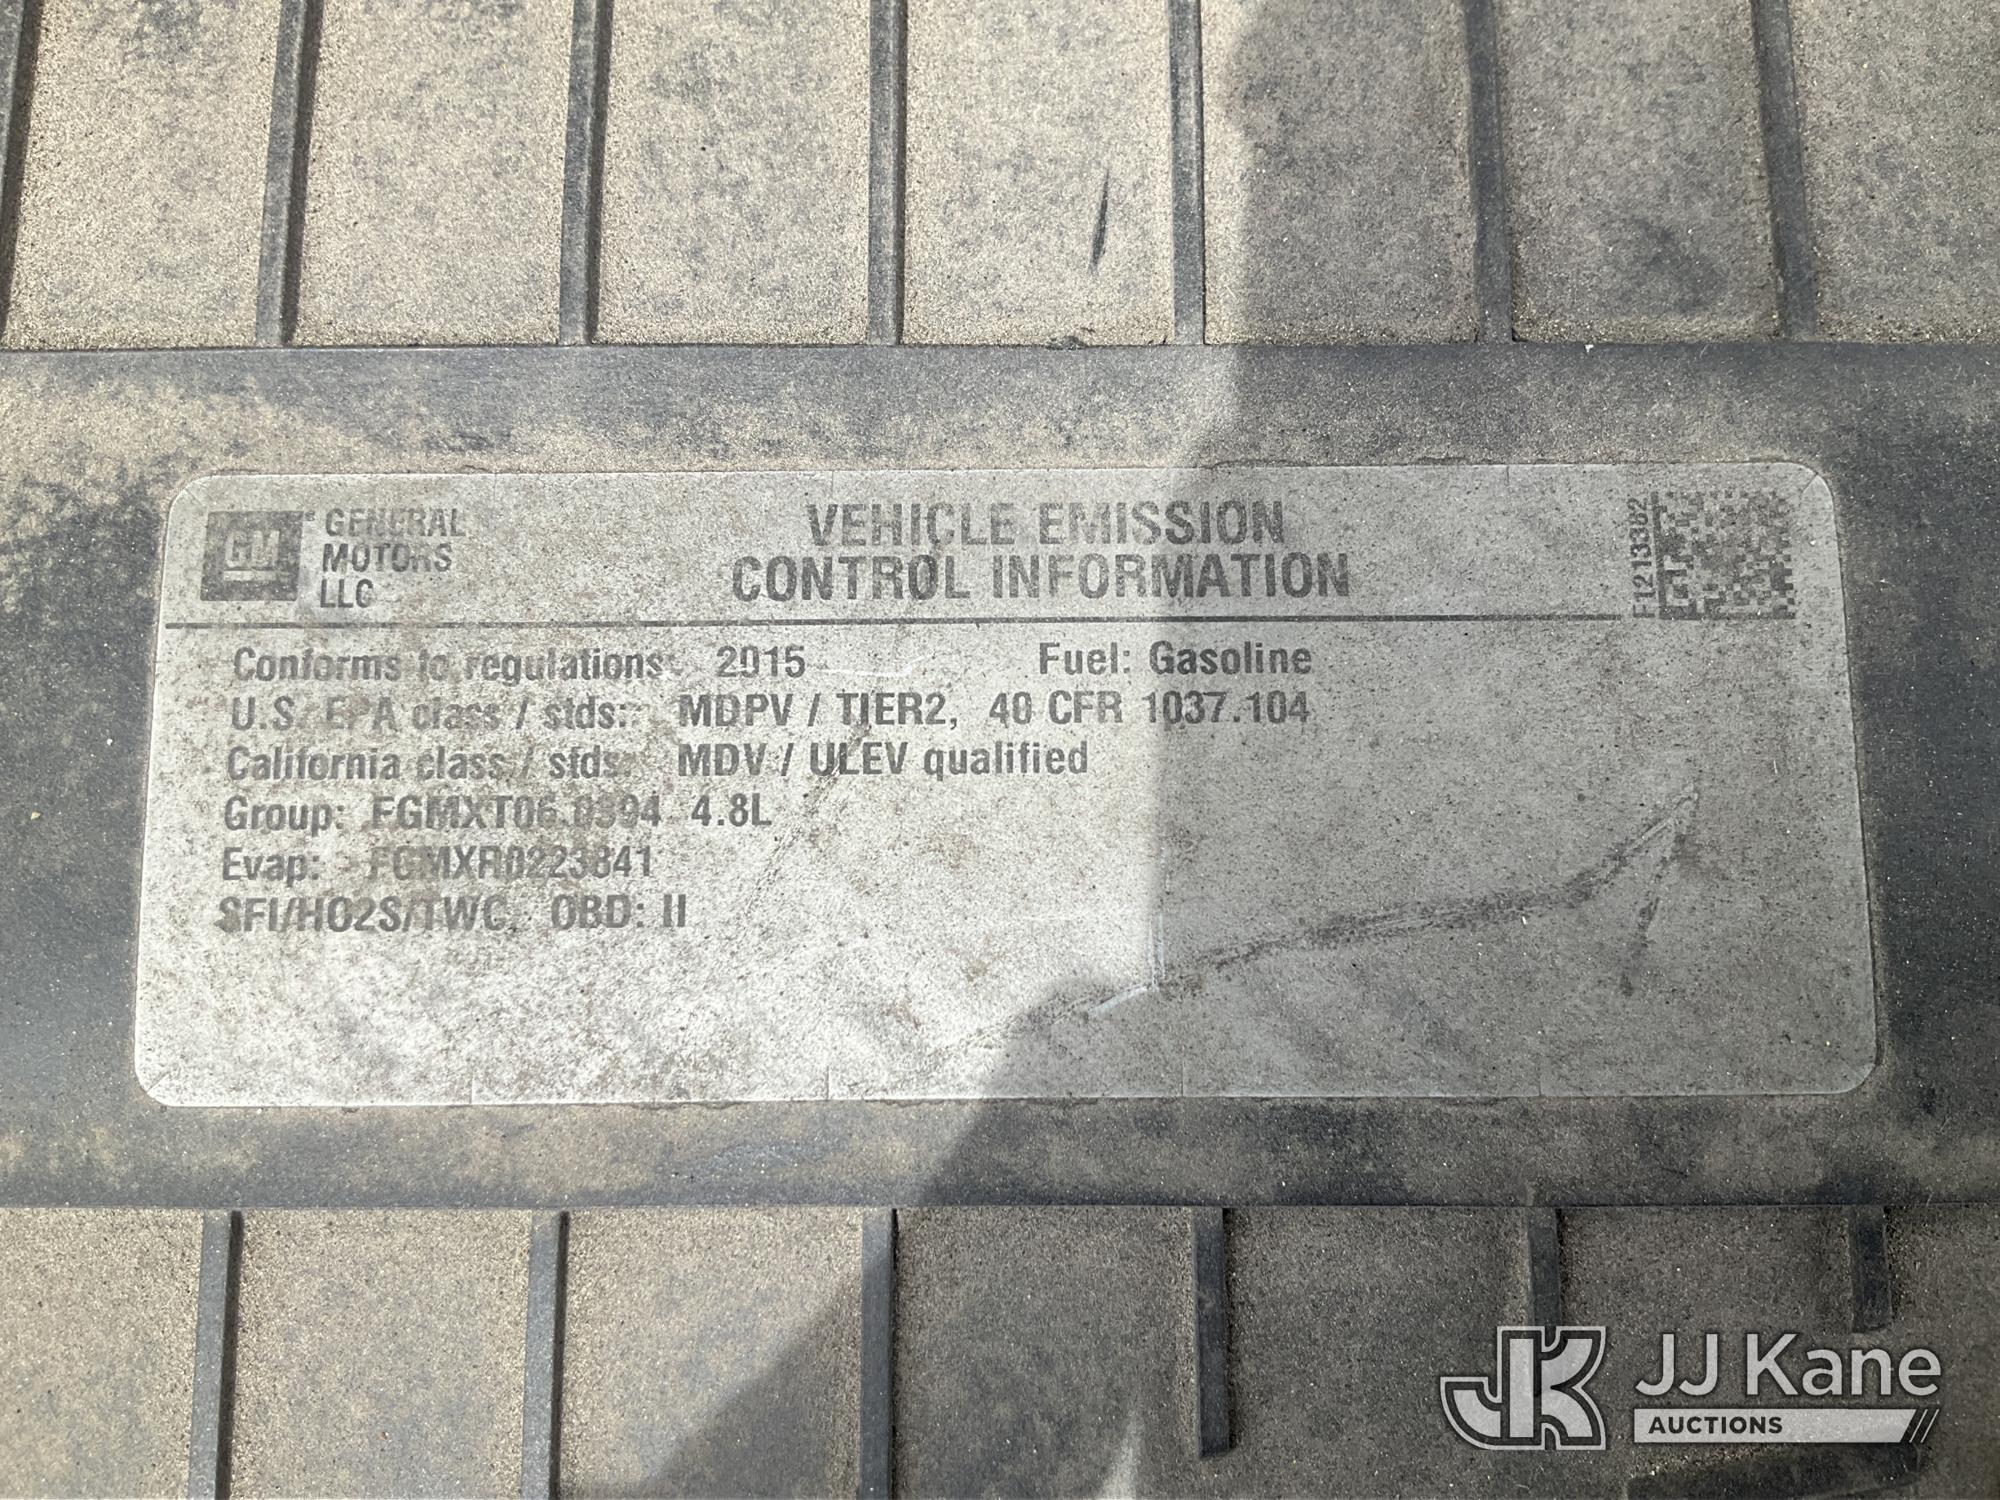 GM
GENERAL
MOTORS
LLC
VEHICLE EMISSION
CONTROL INFORMATION
F1213382
Conforms to regulations: 2015 Fuel: Gasoline
U.S. EPA class / stds: MDPV / TIER2, 40 CFR 1037.104
California class / stds: MDV / ULEV qualified
Group: FGMXT06.0394 4.8L
Evap: FGMXR0223841
SFI/HO2S/TWC, OBD: II
JK JJ Kane
AUCTIONS